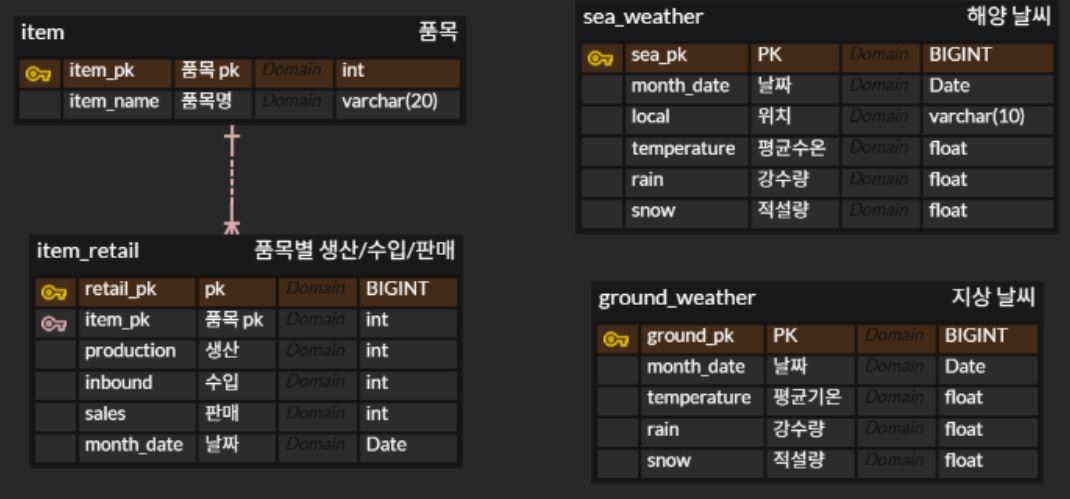 item 품목
item_pk 품목 pk Domain int
item_name 품목명 Domain varchar(20)
item_retail 품목별 생산/수입/판매
retail_pk pk Domain BIGINT
item_pk 품목 pk Domain int
production 생산 Domain int
inbound 수입 Domain int
sales 판매 Domain int
month_date 날짜 Domain Date
sea_weather 해양 날씨
sea_pk PK Domain BIGINT
month_date 날짜 Domain Date
local 위치 Domain varchar(10)
temperature 평균수온 Domain float
rain 강수량 Domain float
snow 적설량 Domain float
ground_weather 지상 날씨
ground_pk PK Domain BIGINT
month_date 날짜 Domain Date
temperature 평균기온 Domain float
rain 강수량 Domain float
snow 적설량 Domain float